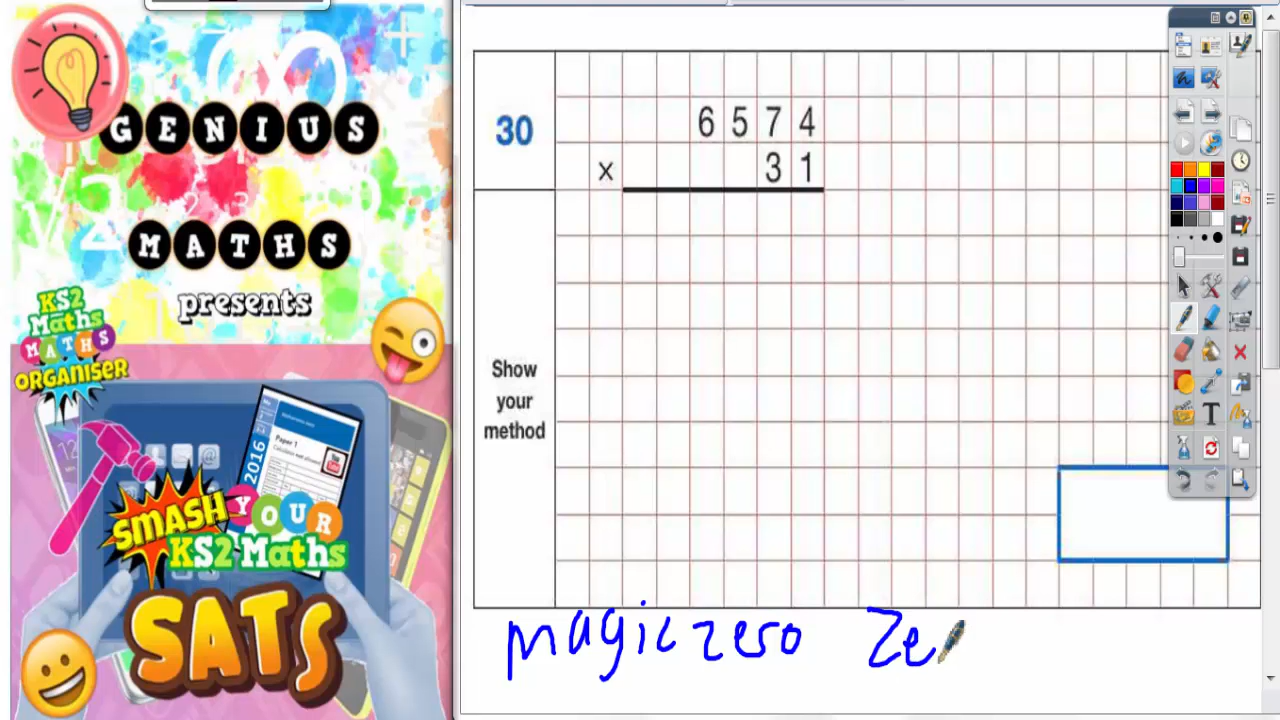 GENIUS
MATHS
presents
KS2
Maths
MATHS
ORGANISER
2016
Paper 1
SMASH YOUR
KS2 Maths
SATS
30
6574
× 31
Show
your
method
magic zero Ze